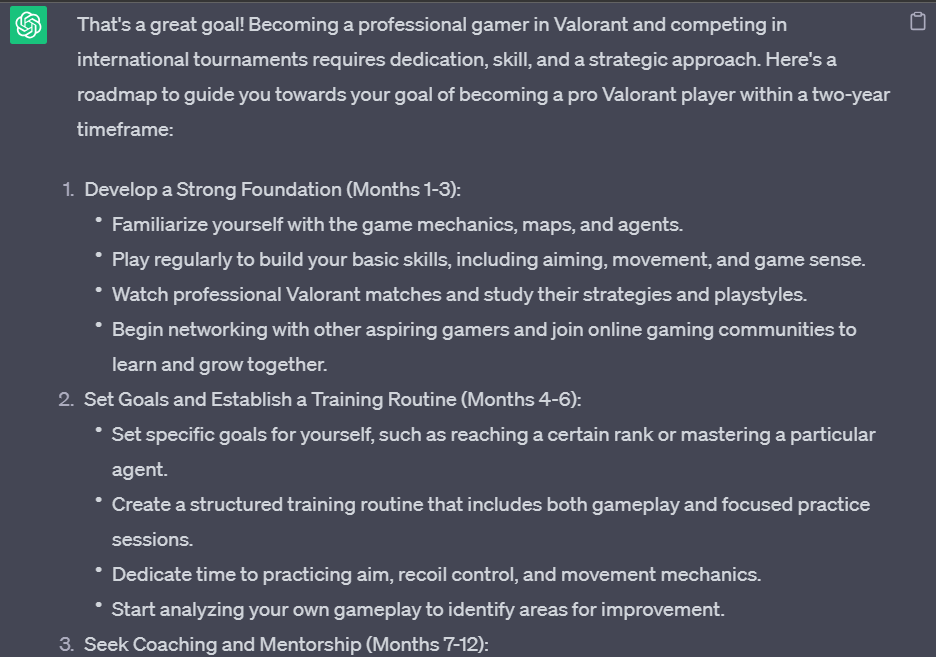 That's a great goal! Becoming a professional gamer in Valorant and competing in
international tournaments requires dedication, skill, and a strategic approach. Here's a
roadmap to guide you towards your goal of becoming a pro Valorant player within a two-year
timeframe:
1. Develop a Strong Foundation (Months 1-3):
• Familiarize yourself with the game mechanics, maps, and agents.
• Play regularly to build your basic skills, including aiming, movement, and game sense.
• Watch professional Valorant matches and study their strategies and playstyles.
• Begin networking with other aspiring gamers and join online gaming communities to
learn and grow together.
2. Set Goals and Establish a Training Routine (Months 4-6):
• Set specific goals for yourself, such as reaching a certain rank or mastering a particular
agent.
• Create a structured training routine that includes both gameplay and focused practice
sessions.
• Dedicate time to practicing aim, recoil control, and movement mechanics.
• Start analyzing your own gameplay to identify areas for improvement.
3. Seek Coaching and Mentorship (Months 7-12):